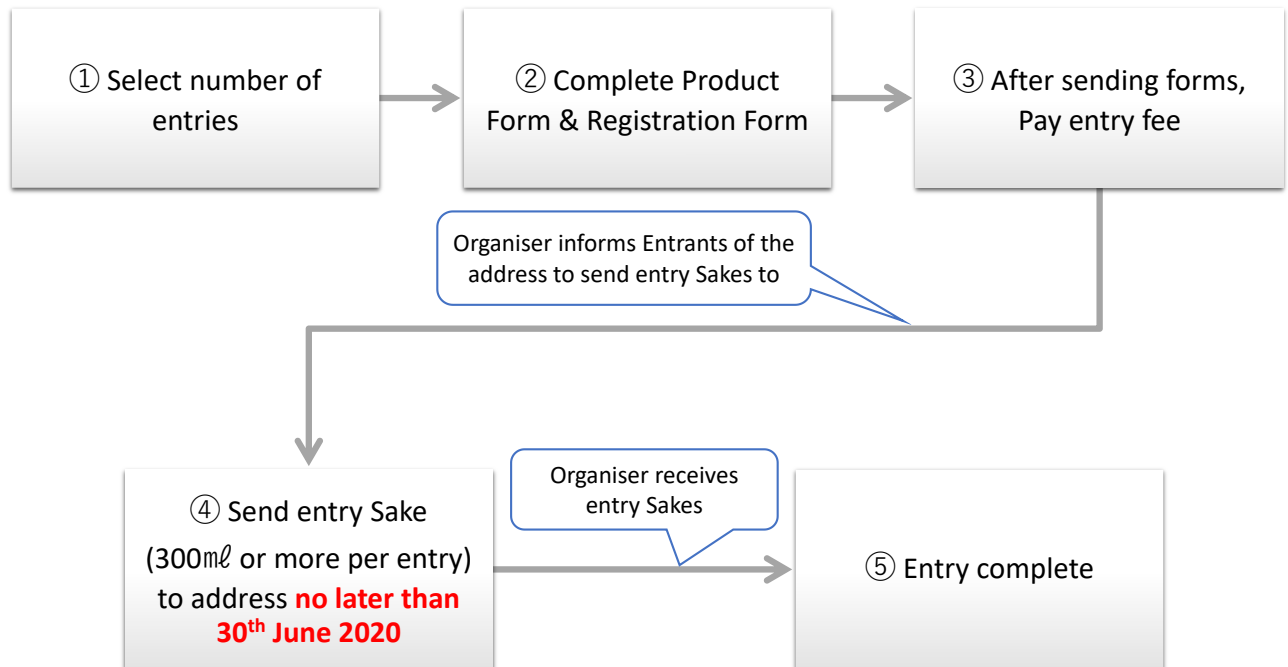 ① Select number of
entries
② Complete Product
Form & Registration Form
③ After sending forms,
Pay entry fee
Organiser informs Entrants of the
address to send entry Sakes to
④ Send entry Sake
(300㎖ or more per entry)
to address no later than
30th June 2020
Organiser receives
entry Sakes
⑤ Entry complete